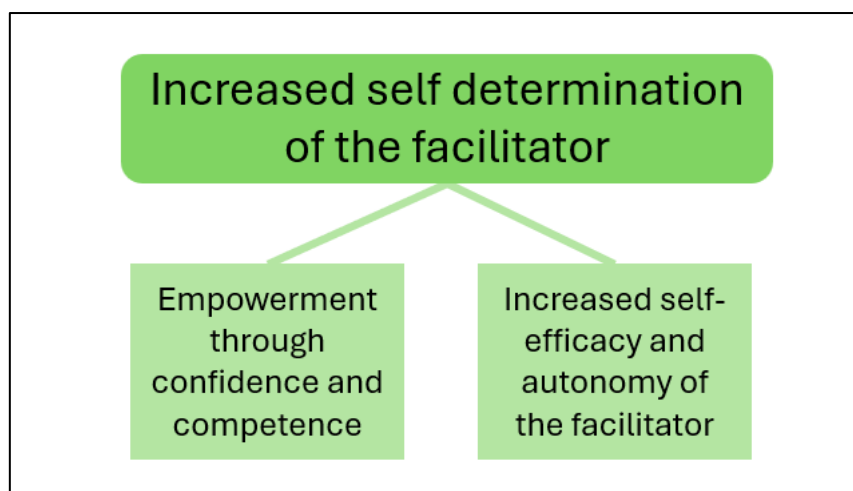 Increased self determination
of the facilitator
Empowerment
through
confidence and
competence
Increased self-
efficacy and
autonomy of
the facilitator